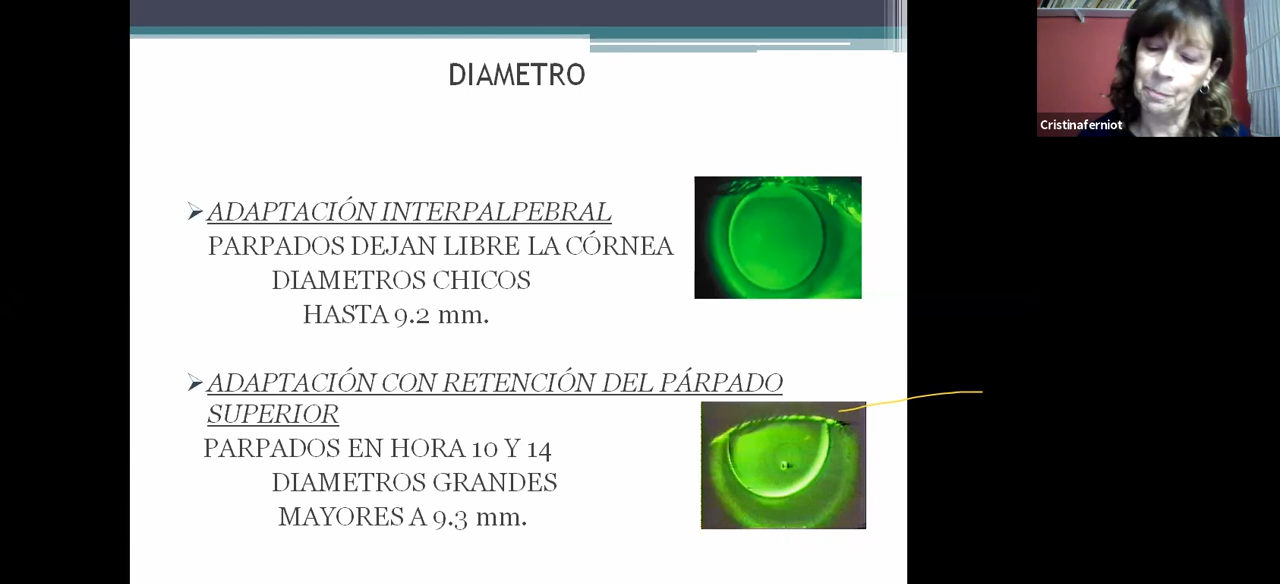 DIAMETRO
ADAPTACIÓN INTERPALPEBRAL
PARPADOS DEJAN LIBRE LA CÓRNEA
DIAMETROS CHICOS
HASTA 9.2 mm.
ADAPTACIÓN CON RETENCIÓN DEL PÁRPADO
SUPERIOR
PARPADOS EN HORA 10 Y 14
DIAMETROS GRANDES
MAYORES A 9.3 mm.
Cristinaferniot